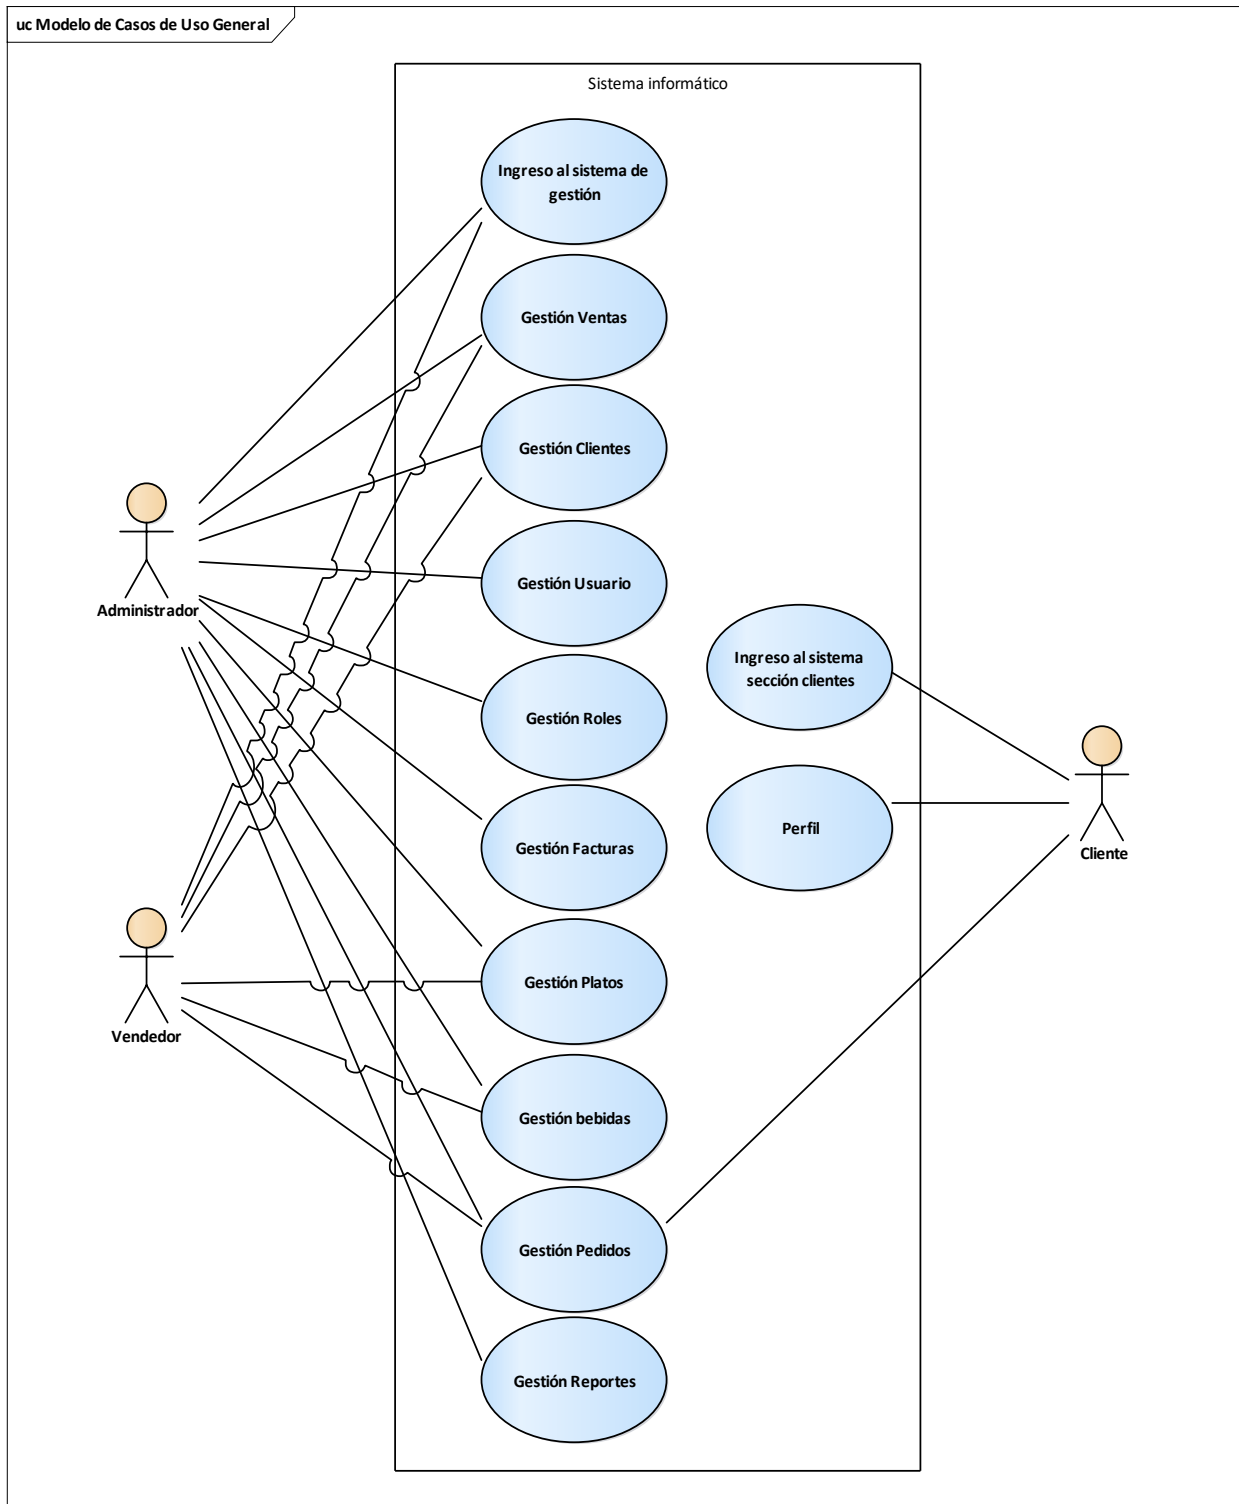 uc Modelo de Casos de Uso General
Sistema informático
Ingreso al sistema de
gestión
Gestión Ventas
Gestión Clientes
Administrador
Gestión Usuario
Ingreso al sistema
sección clientes
Gestión Roles
Perfil
Gestión Facturas
Cliente
Gestión Platos
Vendedor
Gestión bebidas
Gestión Pedidos
Gestión Reportes